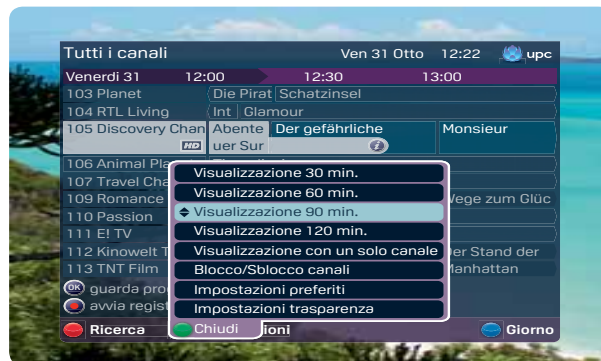 Tutti i canali Ven 31 Otto 12:22 upc
Venerdi 31 12:00 12:30 13:00
103 Planet Die Pirat Schatzinsel
104 RTL Living Int Glamour
105 Discovery Chan Abente Der gefährliche Monsieur
HD uer Sur i
106 Animal Pla
107 Travel Cha
109 Romance Wege zum Glüc
110 Passion
111 E! TV
112 Kinowelt T Der Stand der
113 TNT Film Manhattan
Visualizzazione 30 min.
Visualizzazione 60 min.
Visualizzazione 90 min.
Visualizzazione 120 min.
Visualizzazione con un solo canale
Blocco/Sblocco canali
Impostazioni preferiti
Impostazioni trasparenza
OK guarda pro
avvia regist
Ricerca Chiudi ioni Giorno